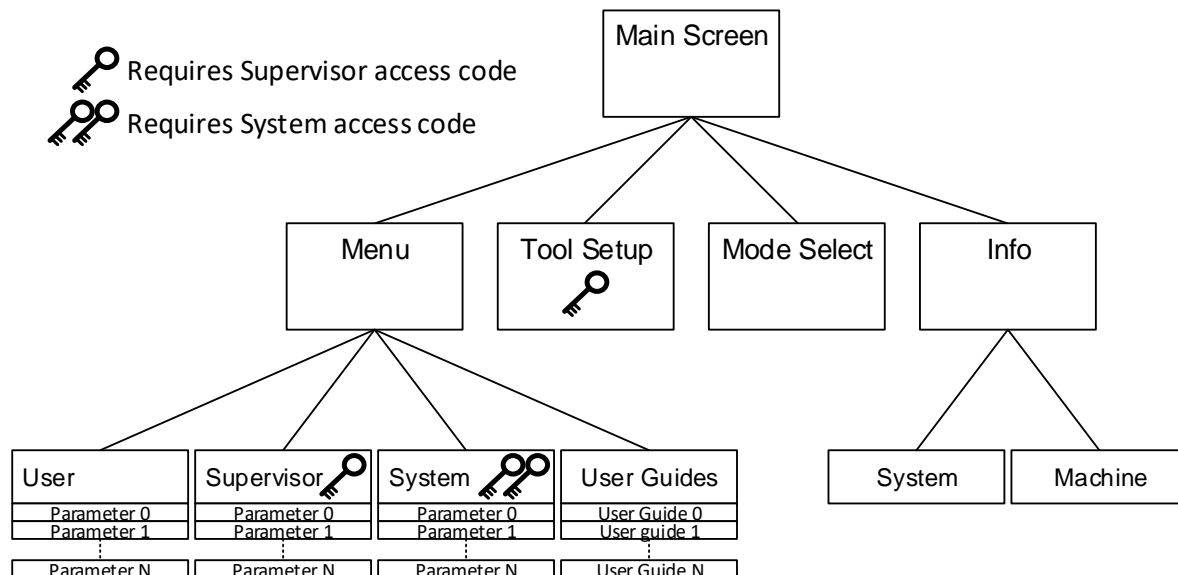 Main Screen
Requires Supervisor access code
Requires System access code
Menu
Tool Setup
Mode Select
Info
User
Supervisor
System
User Guides
System
Machine
Parameter 0
Parameter 0
Parameter 0
User Guide 0
Parameter 1
Parameter 1
Parameter 1
User guide 1
Parameter N
Parameter N
Parameter N
User Guide N